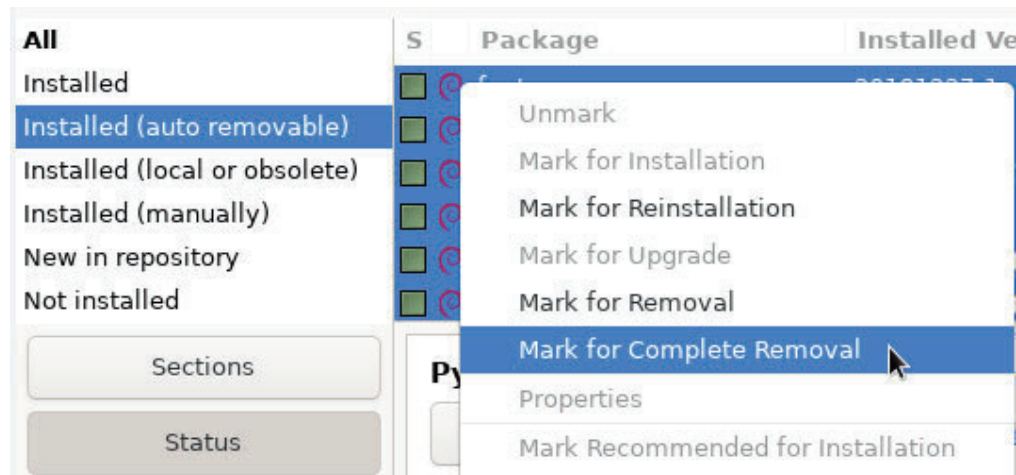 All
Installed
Installed (auto removable)
Installed (local or obsolete)
Installed (manually)
New in repository
Not installed
Sections
Status
S Package Installed Ve
Unmark
Mark for Installation
Mark for Reinstallation
Mark for Upgrade
Mark for Removal
Mark for Complete Removal
Properties
Mark Recommended for Installation
Py